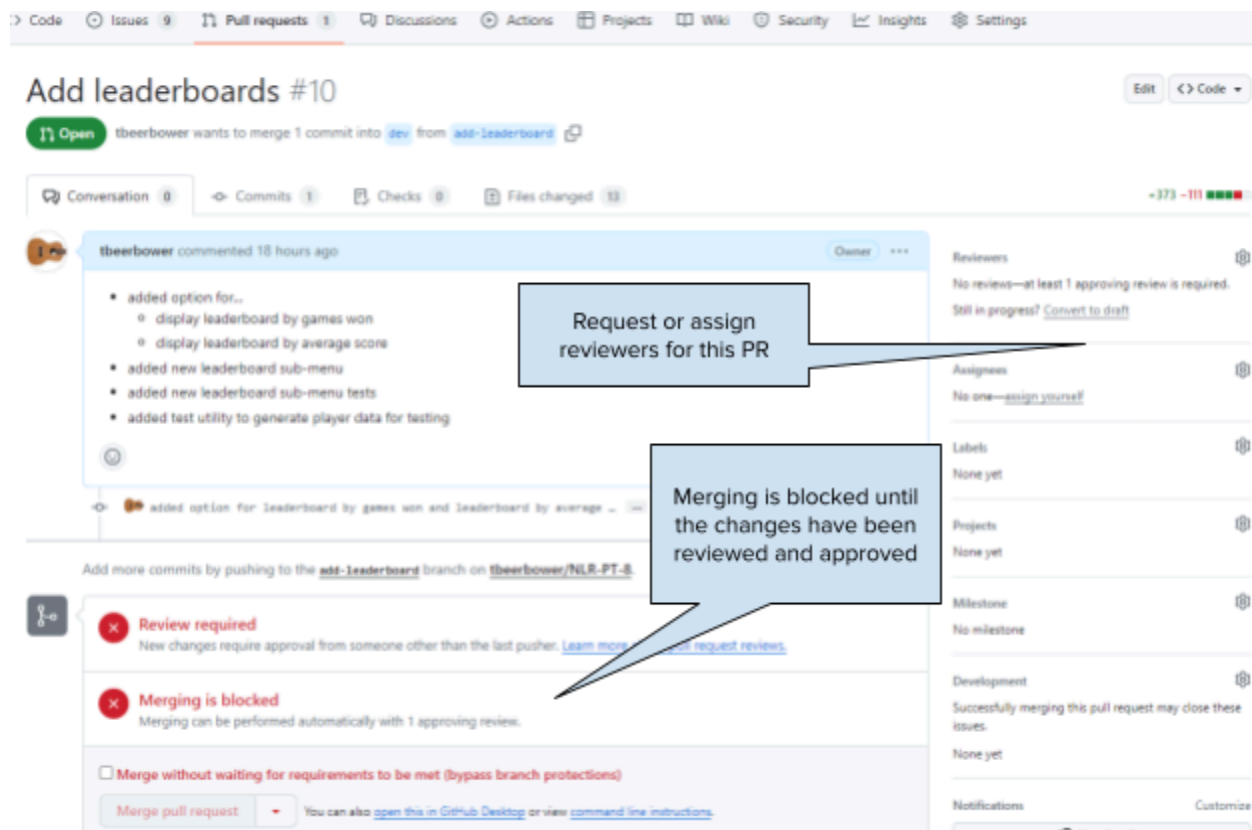 Code Issues 9 Pull requests 1 Discussions Actions Projects Wiki Security Insights Settings
Add leaderboards #10
Edit <> Code
Open tbeerbower wants to merge 1 commit into dev from add-leaderboard
Conversation 0 Commits 1 Checks 0 Files changed 13
+373 −111
tbeerbower commented 18 hours ago Owner ...
added option for...
display leaderboard by games won
display leaderboard by average score
added new leaderboard sub-menu
added new leaderboard sub-menu tests
added test utility to generate player data for testing
added option for leaderboard by games won and leaderboard by average … ...
Add more commits by pushing to the add-leaderboard branch on tbeerbower/NLR-PT-8.
Review required
New changes require approval from someone other than the last pusher. Learn more pull request reviews.
Merging is blocked
Merging can be performed automatically with 1 approving review.
Merge without waiting for requirements to be met (bypass branch protections)
Merge pull request
You can also open this in GitHub Desktop or view command line instructions.
Request or assign
reviewers for this PR
Merging is blocked until
the changes have been
reviewed and approved
Reviewers
No reviews—at least 1 approving review is required.
Still in progress? Convert to draft
Assignees
No one—assign yourself
Labels
None yet
Projects
None yet
Milestone
No milestone
Development
Successfully merging this pull request may close these
issues.
None yet
Notifications Customize